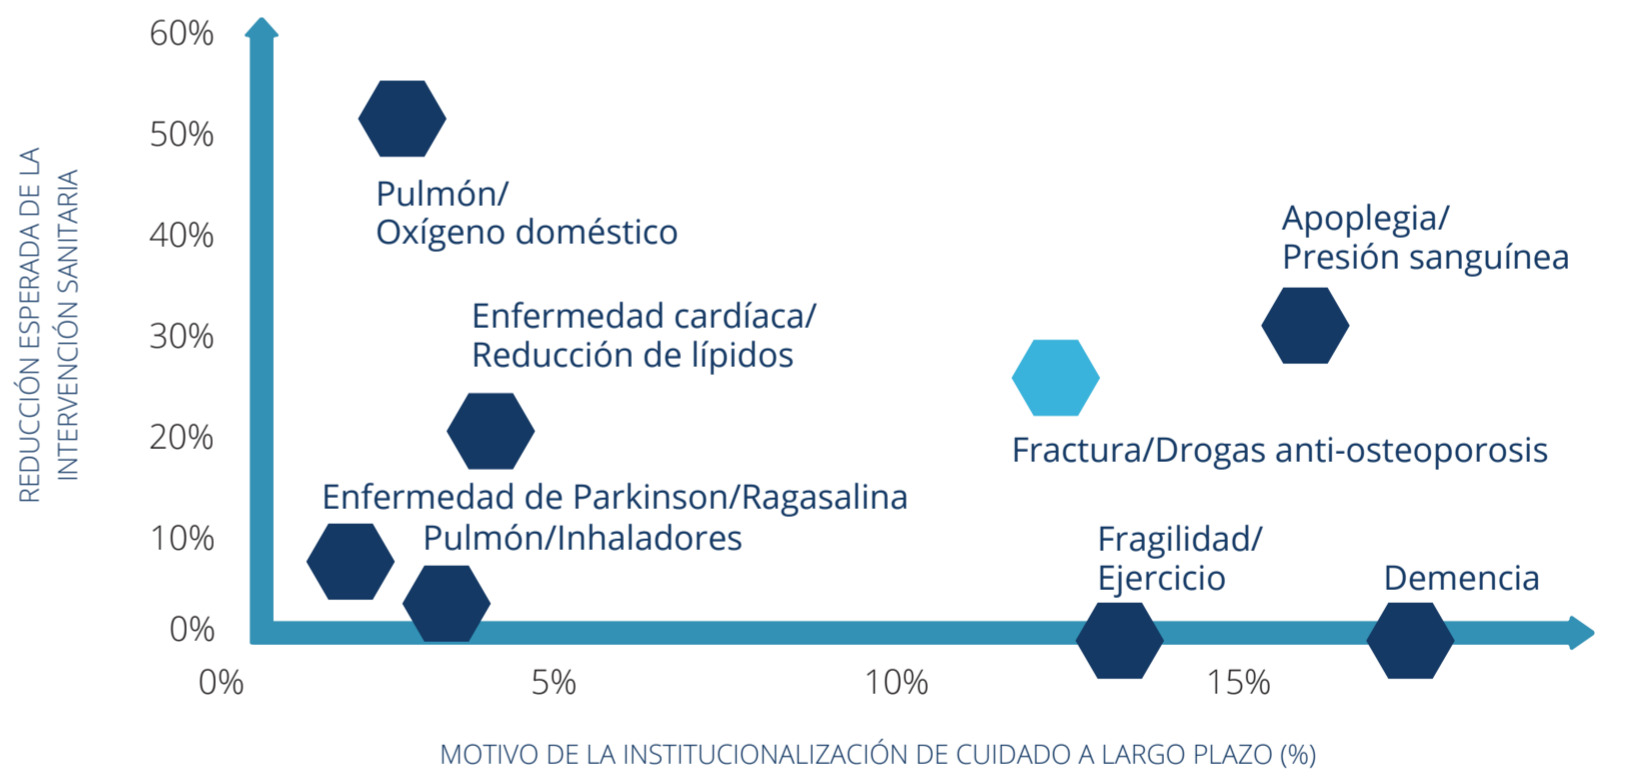 60%
50%
40%
30%
20%
10%
0%
REDUCCIÓN ESPERADA DE LA
INTERVENCIÓN SANITARIA
Pulmón/
Oxígeno doméstico
Apoplegia/
Presión sanguínea
Enfermedad cardíaca/
Reducción de lípidos
Fractura/Drogas anti-osteoporosis
Enfermedad de Parkinson/Ragasalina
Pulmón/Inhaladores
Fragilidad/
Ejercicio
Demencia
0%
5%
10%
15%
MOTIVO DE LA INSTITUCIONALIZACIÓN DE CUIDADO A LARGO PLAZO (%)